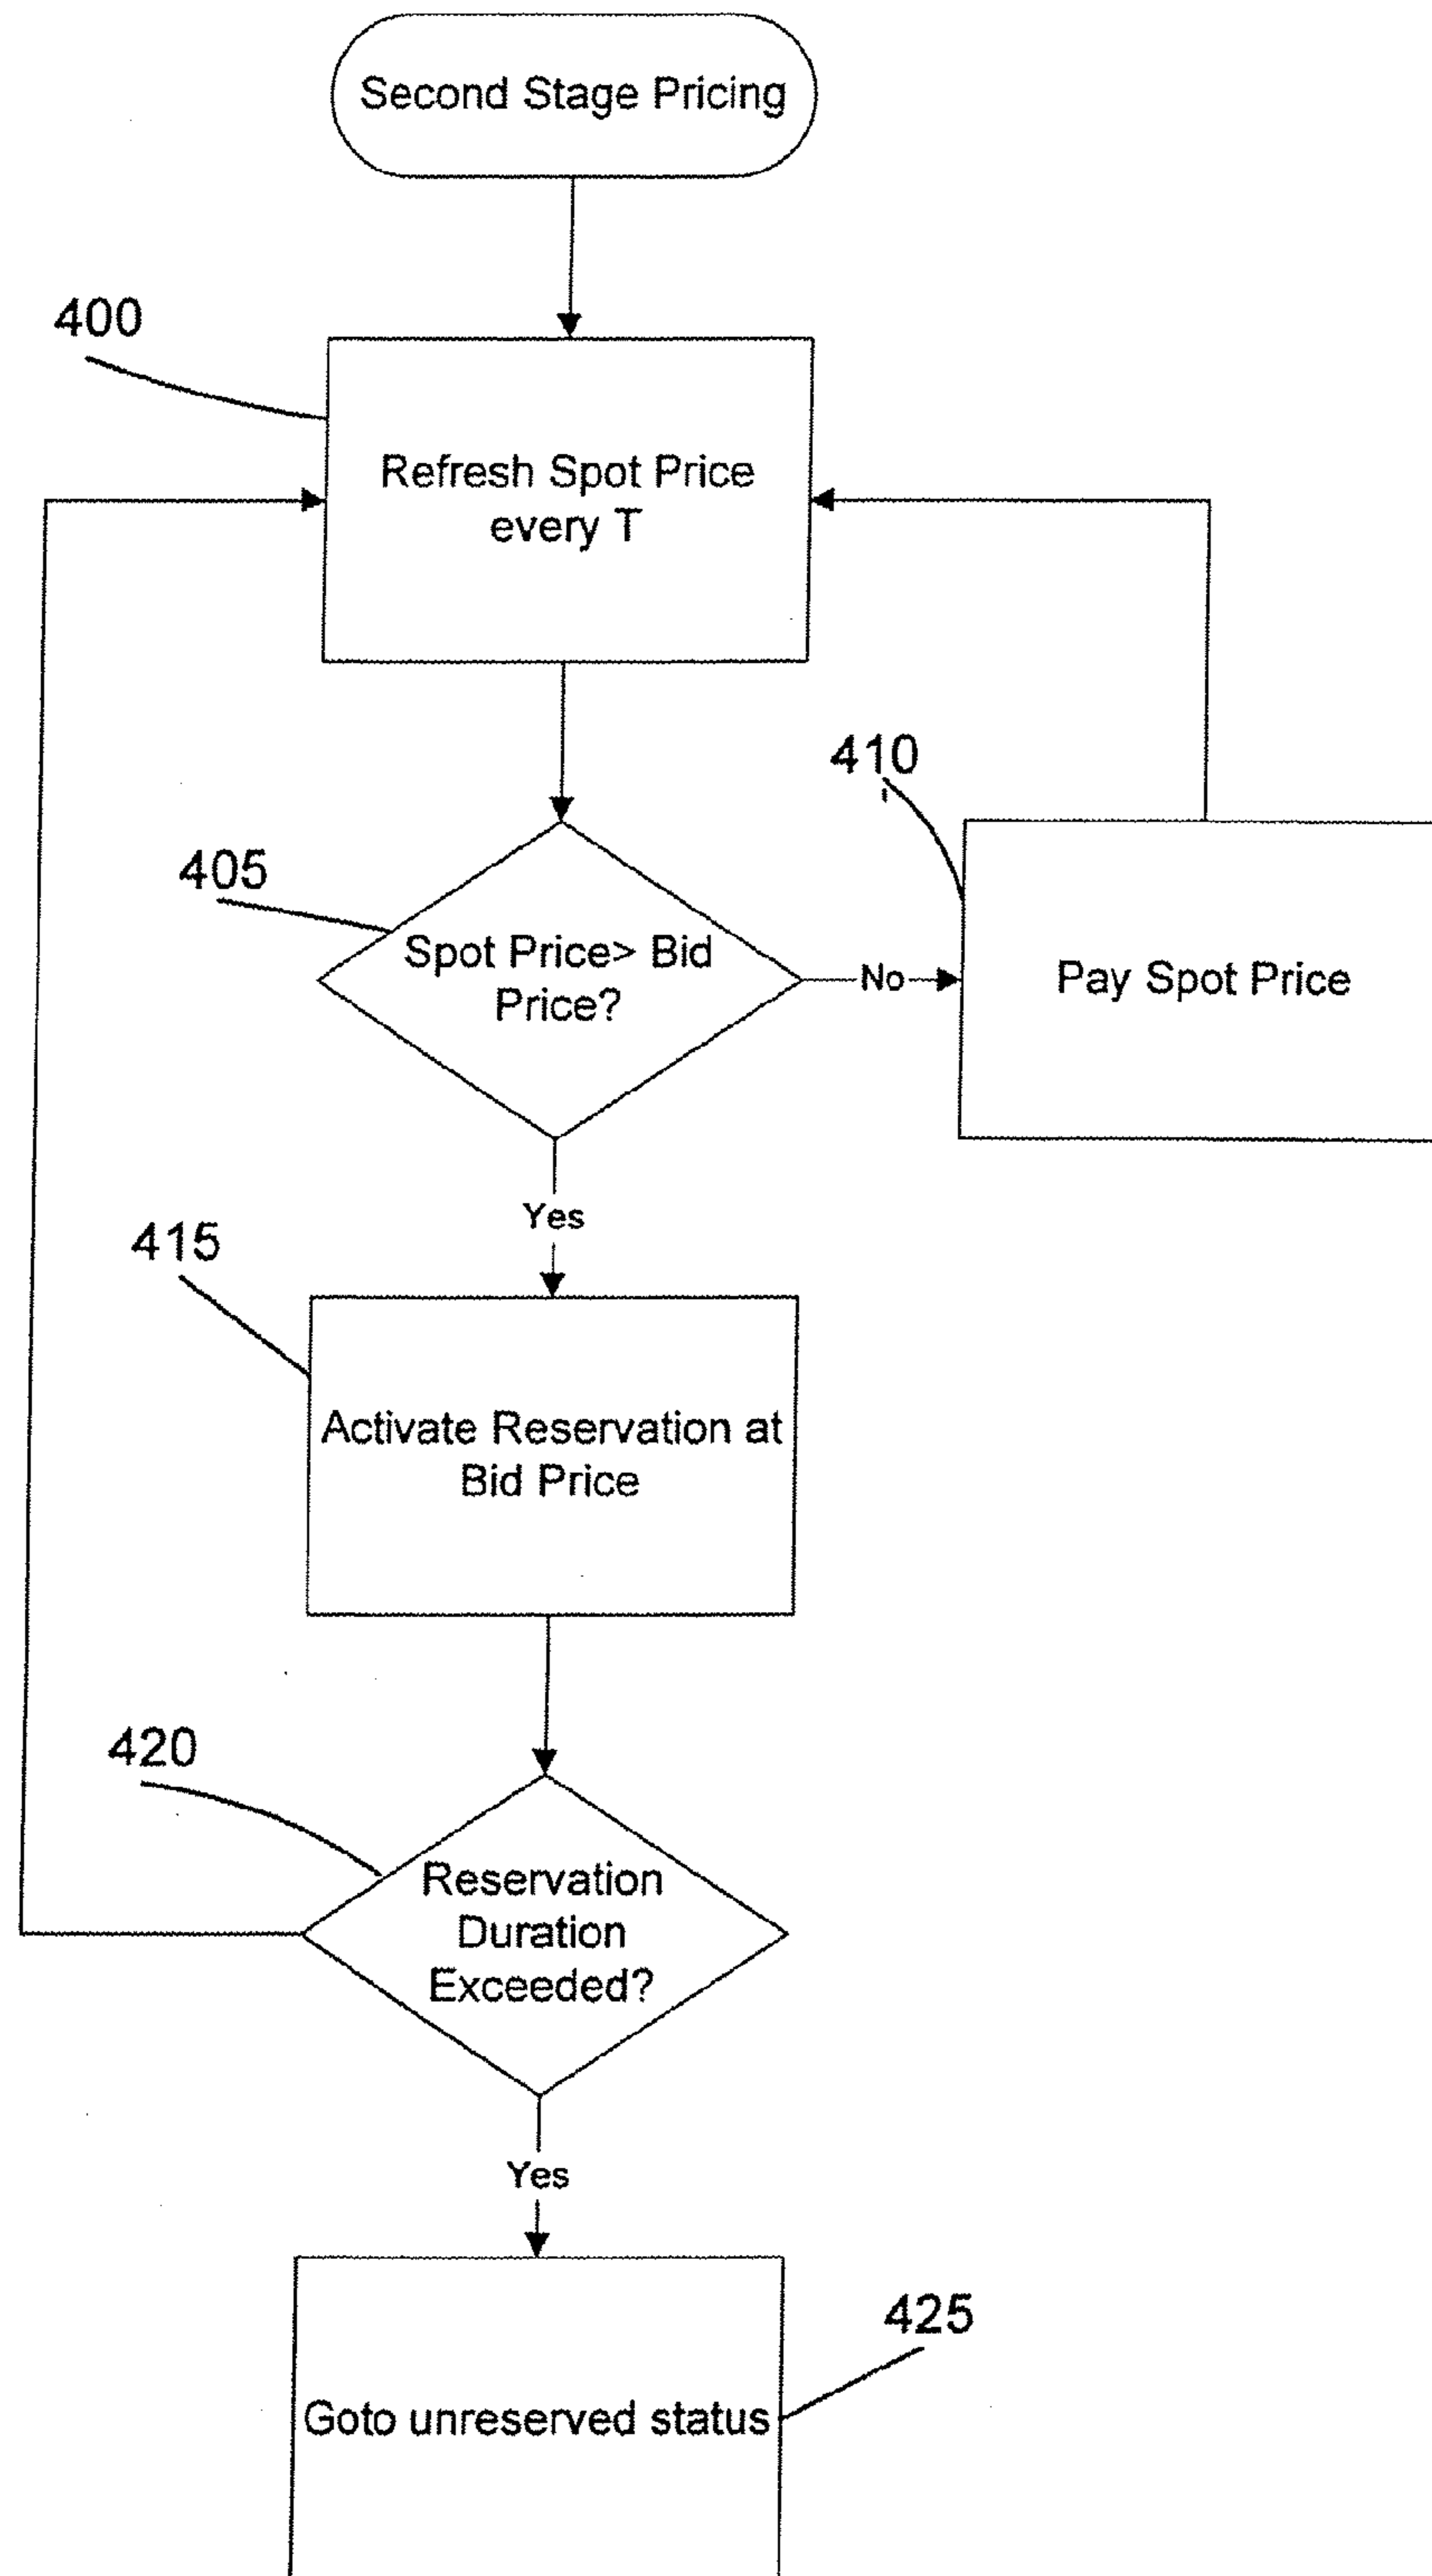 Second Stage Pricing
400
Refresh Spot Price
every T
410
405
Spot Price> Bid
Price?
No
Pay Spot Price
Yes
415
Activate Reservation at
Bid Price
420
Reservation
Duration
Exceeded?
Yes
425
Goto unreserved status